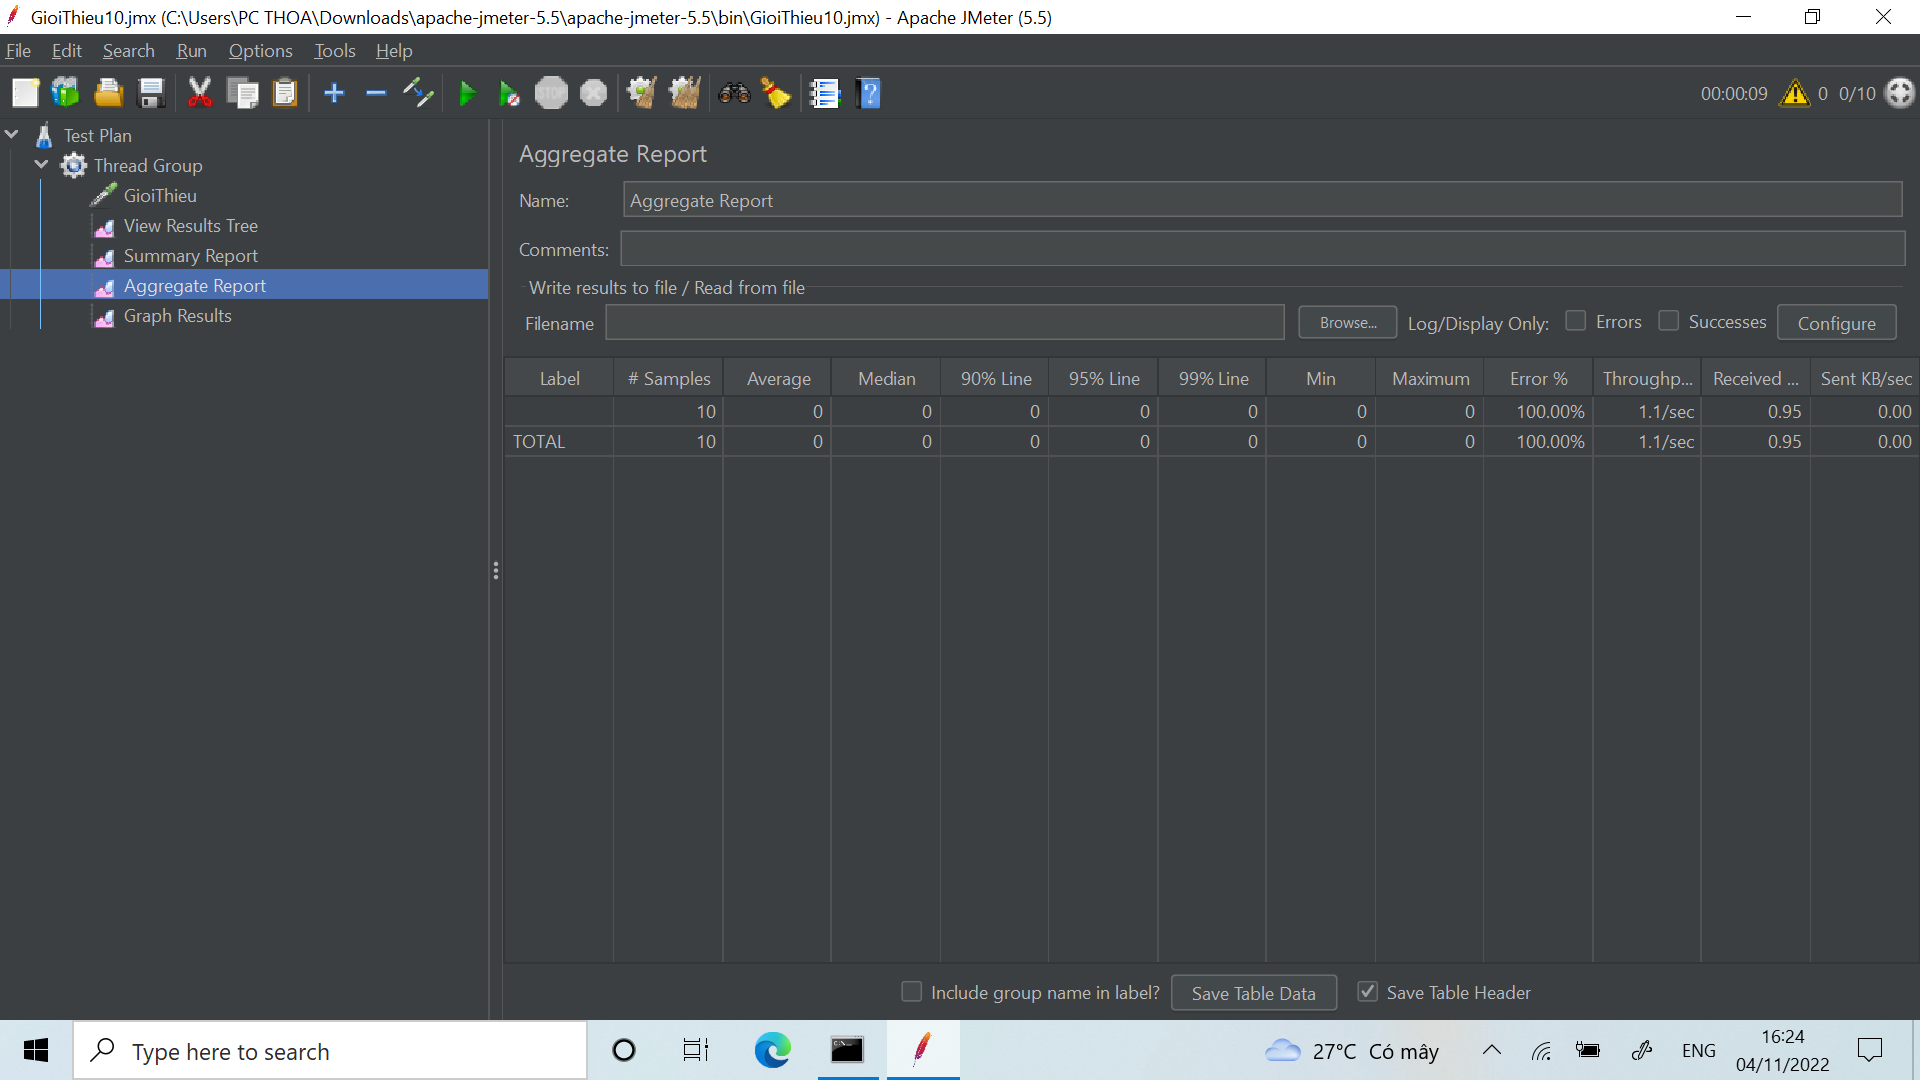 GioiThieu10.jmx (C:\Users\PC THOA\Downloads\apache-jmeter-5.5\apache-jmeter-5.5\bin\GioiThieu10.jmx) - Apache JMeter (5.5)
File Edit Search Run Options Tools Help
STOP
00:00:09 0 0/10
Test Plan
Thread Group
GioiThieu
View Results Tree
Summary Report
Aggregate Report
Graph Results
Aggregate Report
Name: Aggregate Report
Comments:
Write results to file / Read from file
Filename Browse... Log/Display Only: Errors Successes Configure
Label # Samples Average Median 90% Line 95% Line 99% Line Min Maximum Error % Throughp... Received ... Sent KB/sec
10 0 0 0 0 0 0 0 100.00% 1.1/sec 0.95 0.00
TOTAL 10 0 0 0 0 0 0 0 100.00% 1.1/sec 0.95 0.00
Include group name in label? Save Table Data Save Table Header
Type here to search
27°C Có mây
ENG
16:24
04/11/2022